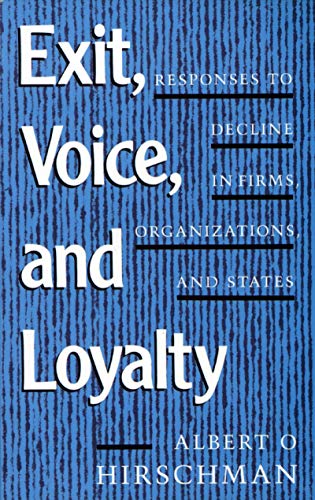 Exit,
Voice,
and
Loyalty
RESPONSES TO
DECLINE
IN FIRMS,
ORGANIZATIONS,
AND STATES
ALBERT O
HIRSCHMAN